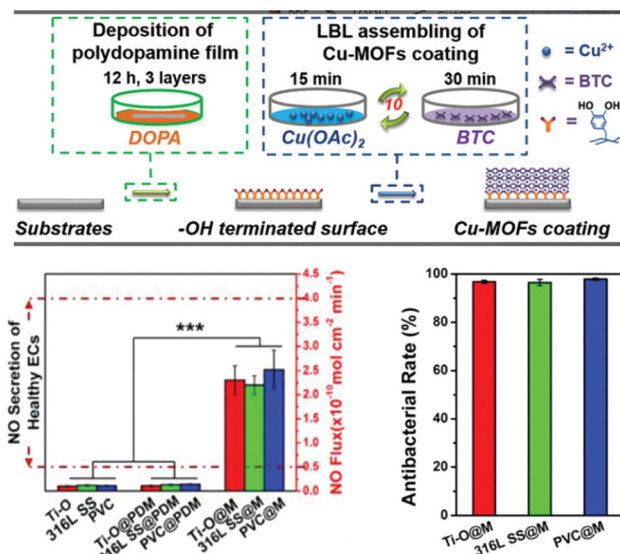 Deposition of
polydopamine film
12 h, 3 layers
DOPA
LBL assembling of
Cu-MOFs coating
15 min
30 min
10
Cu(OAc)2
BTC
= Cu2+
= BTC
=
HO
OH
Substrates
-OH terminated surface
Cu-MOFs coating
NO Secretion of
Healthy ECs
***
4.5
4.0
3.5
3.0
2.5
2.0
1.5
1.0
0.5
0.0
NO Flux(x10-10mol cm-2 min-1)
Ti-O
316L SS
PVC
Ti-O@PDM
316L SS@PDM
PVC@PDM
Ti-O@M
316L SS@M
PVC@M
Antibacterial Rate (%)
100
80
60
40
20
0
Ti-O@M
316L SS@M
PVC@M